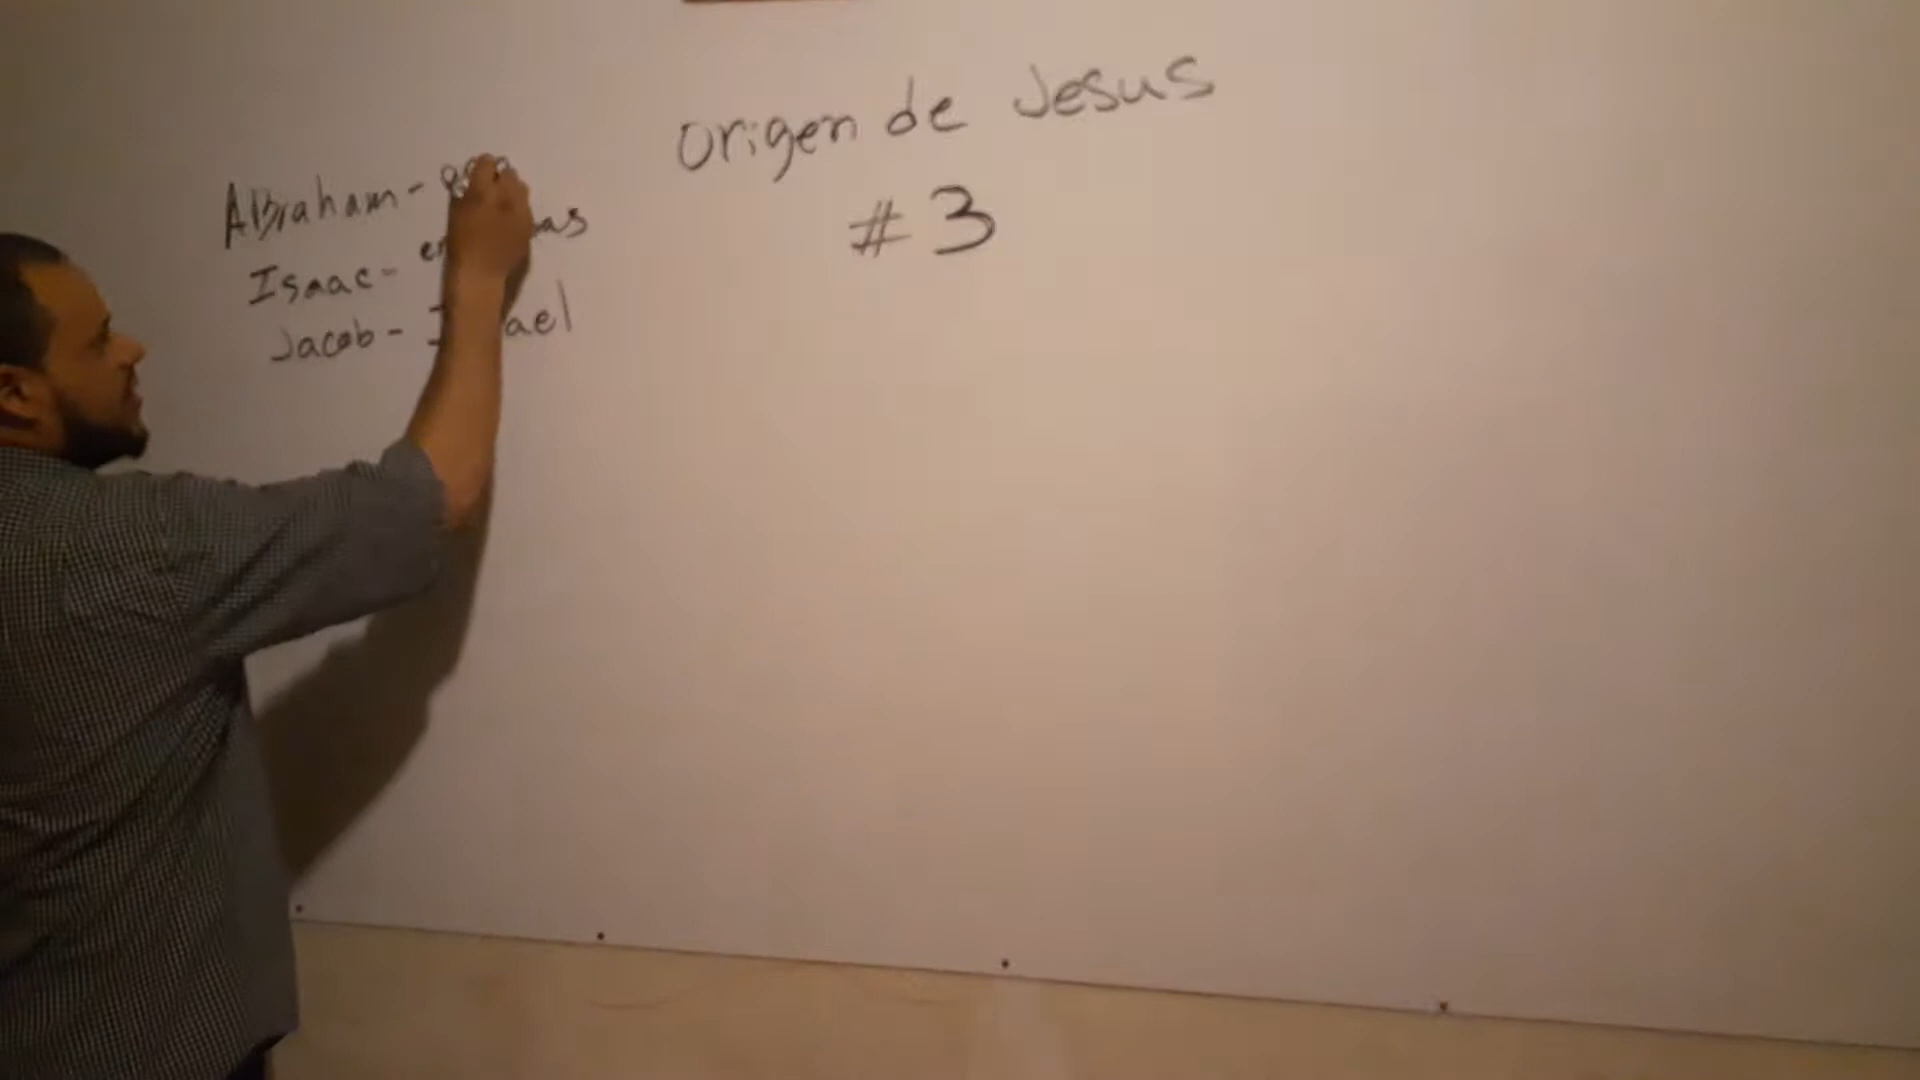 Origen de Jesus
# 3
ABraham -
Isaac -
Jacob -